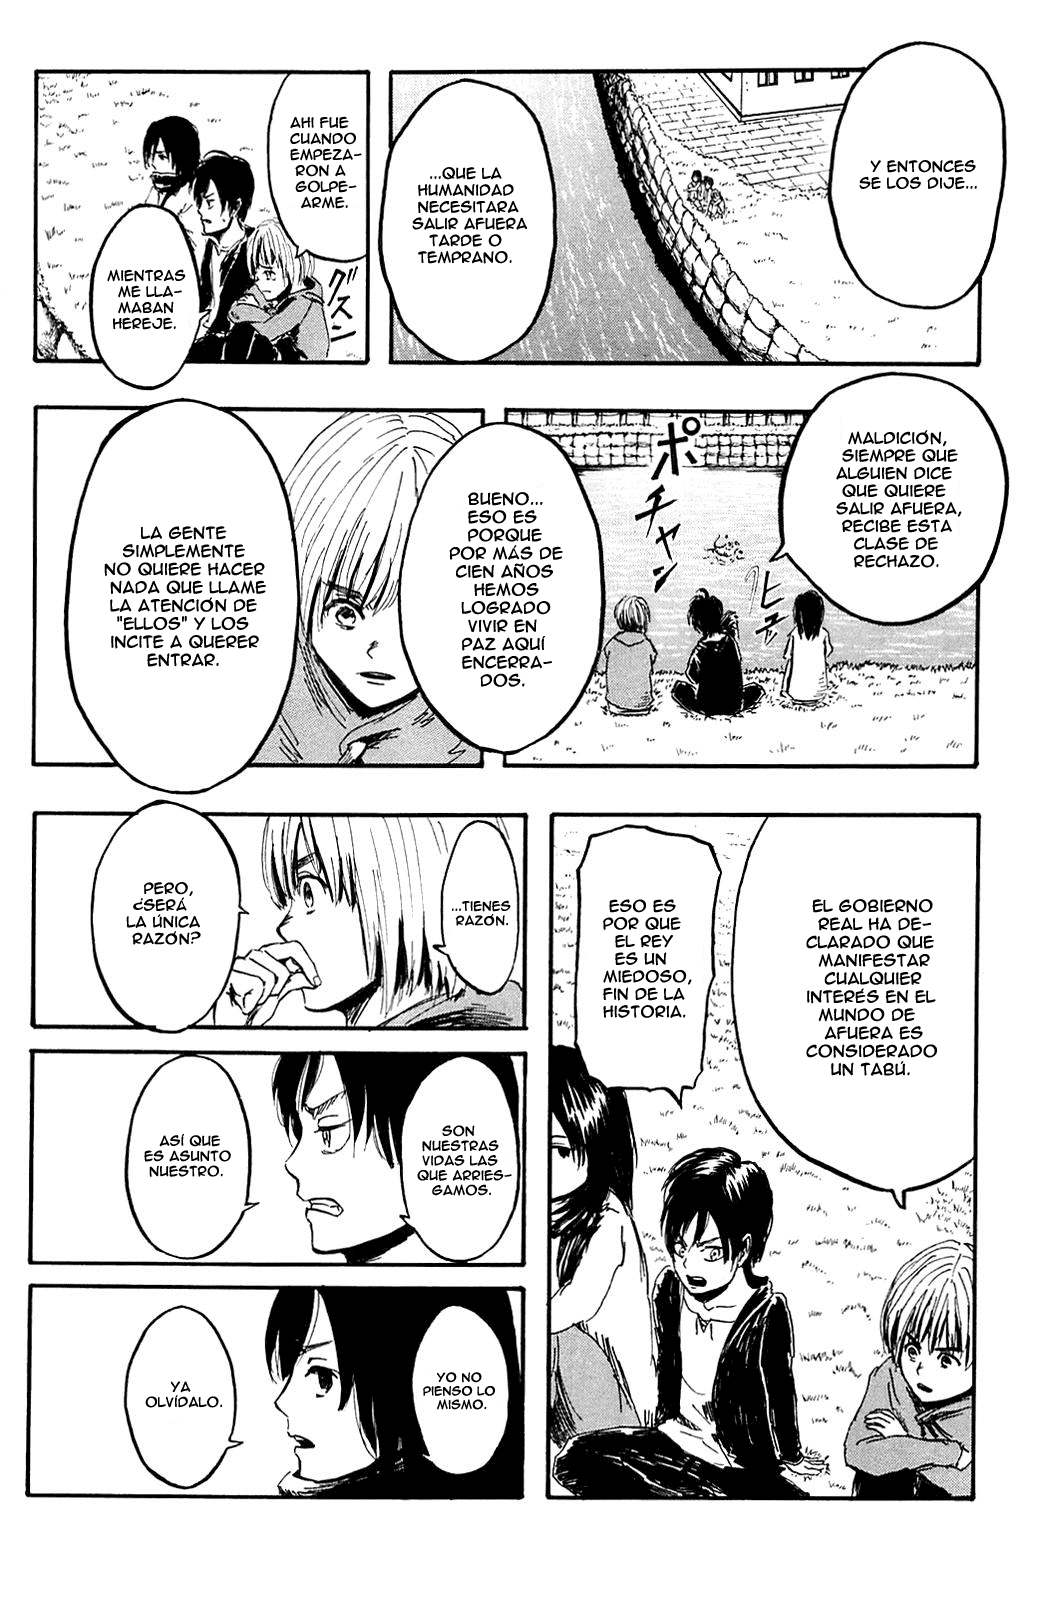 Y ENTONCES
SE LOS DIJE...
...QUE LA
HUMANIDAD
NECESITARA
SALIR AFUERA
TARDE O
TEMPRANO.
AHI FUE
CUANDO
EMPEZA-
RON A
GOLPE-
ARME.
MIENTRAS
ME LLA-
MABAN
HEREJE.
グスン
MALDICIÓN,
SIEMPRE QUE
ALGUIEN DICE
QUE QUIERE
SALIR AFUERA,
RECIBE ESTA
CLASE DE
RECHAZO.
ヒュ
ポチャン
BUENO...
ESO ES
PORQUE
POR MÁS DE
CIEN AÑOS
HEMOS
LOGRADO
VIVIR EN
PAZ AQUÍ
ENCERRA-
DOS.
LA GENTE
SIMPLEMENTE
NO QUIERE HACER
NADA QUE LLAME
LA ATENCIÓN DE
"ELLOS" Y LOS
INCITE A QUERER
ENTRAR.
EL GOBIERNO
REAL HA DE-
CLARADO QUE
MANIFESTAR
CUALQUIER
INTERÉS EN EL
MUNDO DE
AFUERA ES
CONSIDERADO
UN TABÚ.
ESO ES
POR QUE
EL REY
ES UN
MIEDOSO,
FIN DE LA
HISTORIA.
...TIENES
RAZÓN.
PERO,
¿SERÁ
LA ÚNICA
RAZÓN?
SON
NUESTRAS
VIDAS LAS
QUE ARRIES-
GAMOS.
ASÍ QUE
ES ASUNTO
NUESTRO.
YO NO
PIENSO LO
MISMO.
YA
OLVÍDALO.